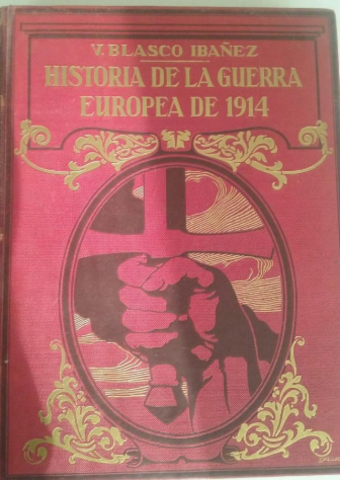 V. BLASCO IBAÑEZ
HISTORIA DE LA GUERRA
EUROPEA DE 1914